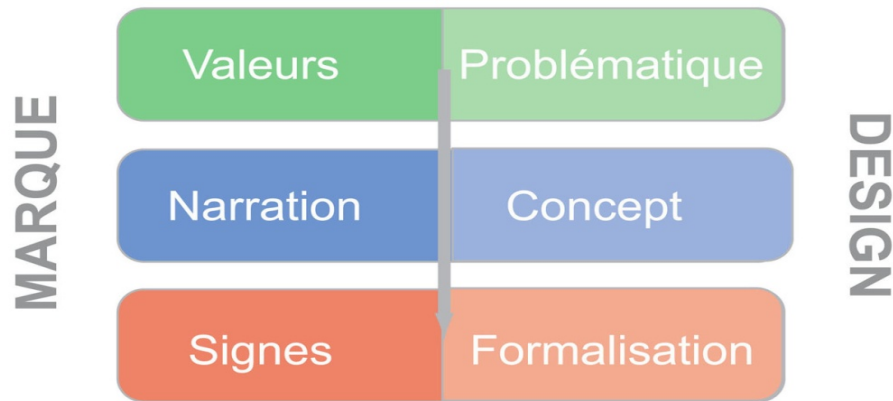 MARQUE
Valeurs
Problématique
Narration
Concept
Signes
Formalisation
DESIGN